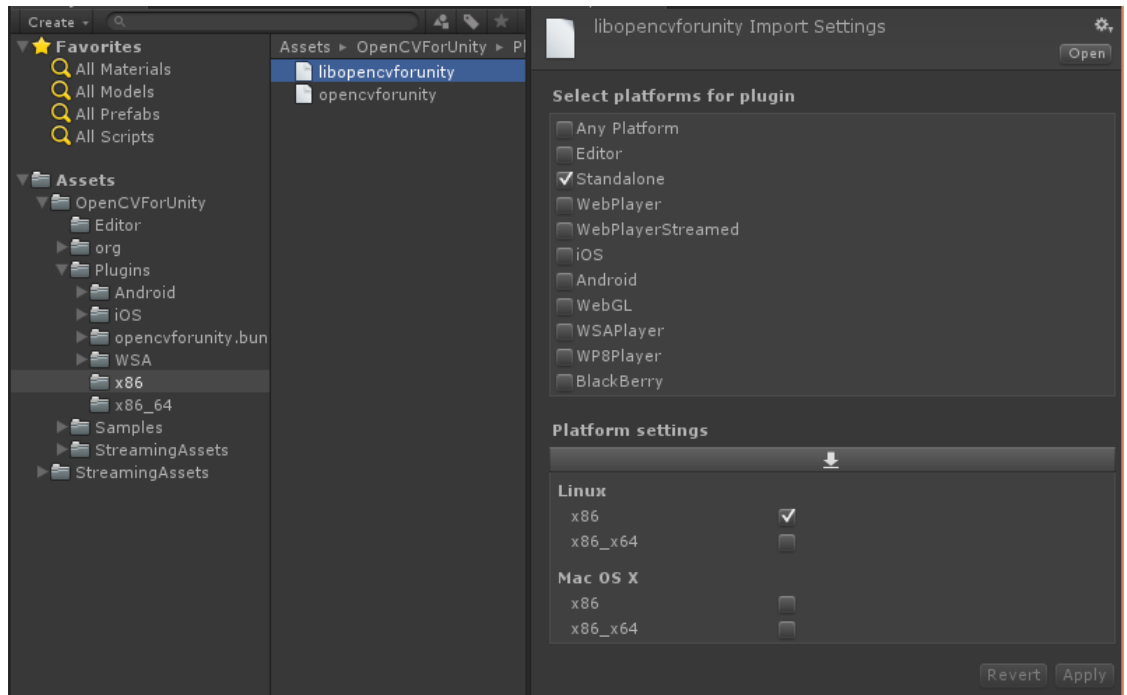 Create
Favorites
All Materials
All Models
All Prefabs
All Scripts
Assets
OpenCVForUnity
Editor
org
Plugins
Android
iOS
opencvforunity.bun
WSA
x86
x86_64
Samples
StreamingAssets
StreamingAssets
Assets ▸ OpenCVForUnity ▸ Pl
libopencvforunity
opencvforunity
libopencvforunity Import Settings
Open
Select platforms for plugin
Any Platform
Editor
Standalone
WebPlayer
WebPlayerStreamed
iOS
Android
WebGL
WSAPlayer
WP8Player
BlackBerry
Platform settings
Linux
x86
x86_x64
Mac OS X
x86
x86_x64
Revert Apply